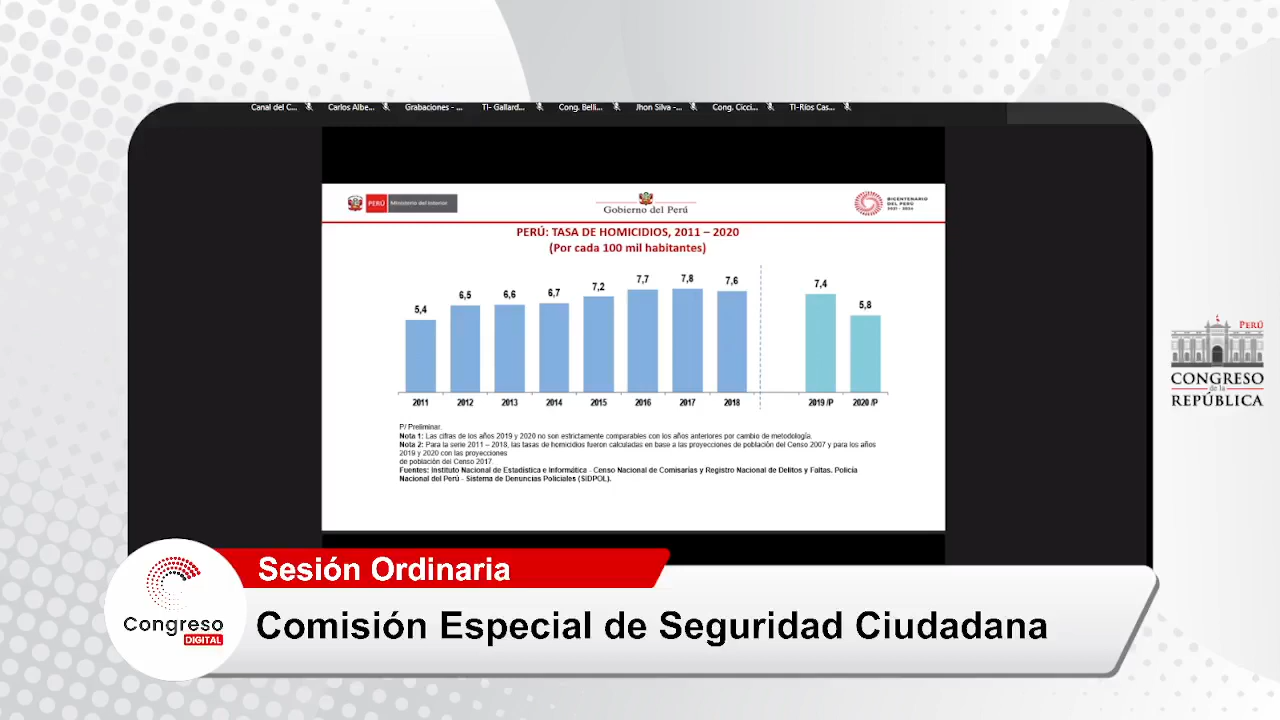 Canal del C...
Carlos Albe...
Grabaciones - ...
TI- Gallard...
Cong. Belli...
Jhon Silva -...
Cong. Cicci...
TI-Ríos Cas...
PERÚ
Ministerio del Interior
Gobierno del Perú
BICENTENARIO
DEL PERÚ
2021 - 2024
PERÚ: TASA DE HOMICIDIOS, 2011 – 2020
(Por cada 100 mil habitantes)
5,4
6,5
6,6
6,7
7,2
7,7
7,8
7,6
7,4
5,8
2011
2012
2013
2014
2015
2016
2017
2018
2019 /P
2020 /P
P/ Preliminar.
Nota 1: Las cifras de los años 2019 y 2020 no son estrictamente comparables con los años anteriores por cambio de metodología.
Nota 2: Para la serie 2011 – 2018, las tasas de homicidios fueron calculadas en base a las proyecciones de población del Censo 2007 y para los años
2019 y 2020 con las proyecciones
de población del Censo 2017.
Fuentes: Instituto Nacional de Estadística e Informática - Censo Nacional de Comisarías y Registro Nacional de Delitos y Faltas. Policía
Nacional del Perú - Sistema de Denuncias Policiales (SIDPOL).
PERÚ
CONGRESO
de la
REPÚBLICA
Congreso
DIGITAL
Sesión Ordinaria
Comisión Especial de Seguridad Ciudadana